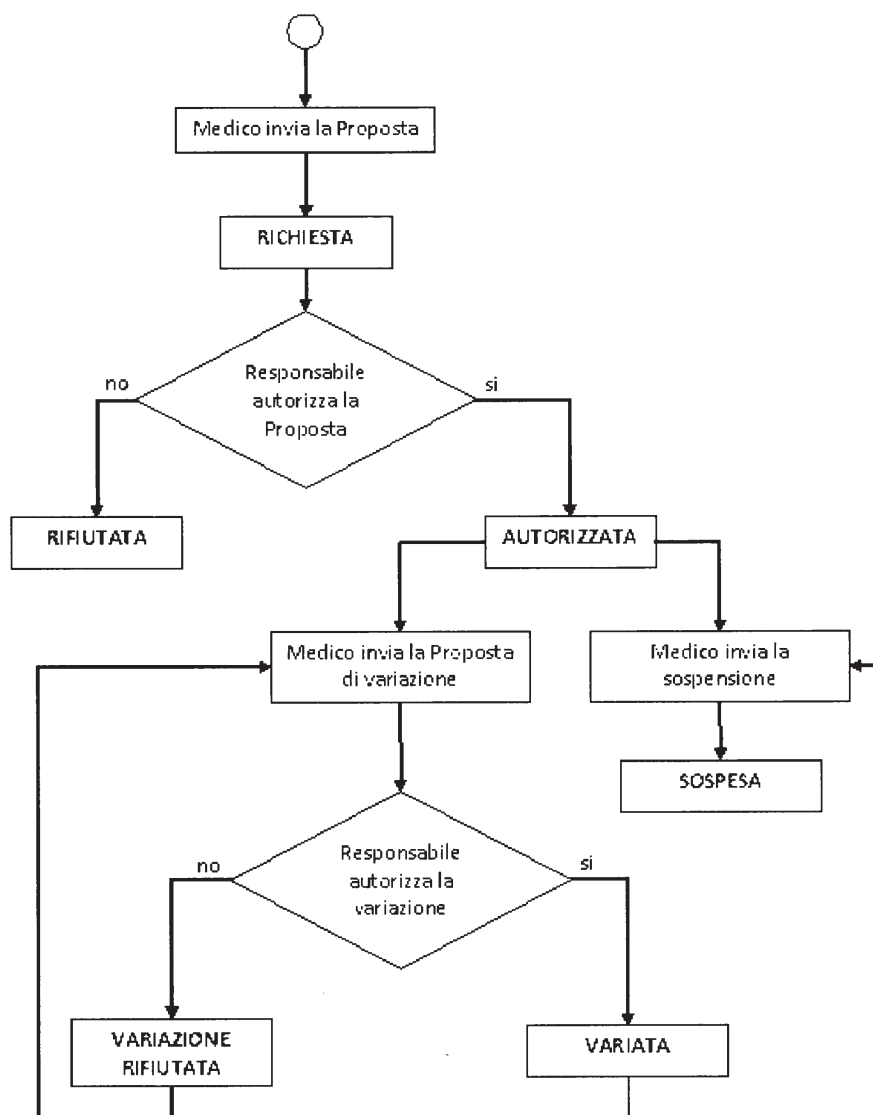 Medico invia la Proposta
RICHIESTA
no
Responsabile
autorizza la
Proposta
si
RIFIUTATA
AUTORIZZATA
Medico invia la Proposta
di variazione
Medico invia la
sospensione
SOSPESA
no
Responsabile
autorizza la
variazione
si
VARIAZIONE
RIFIUTATA
VARIATA